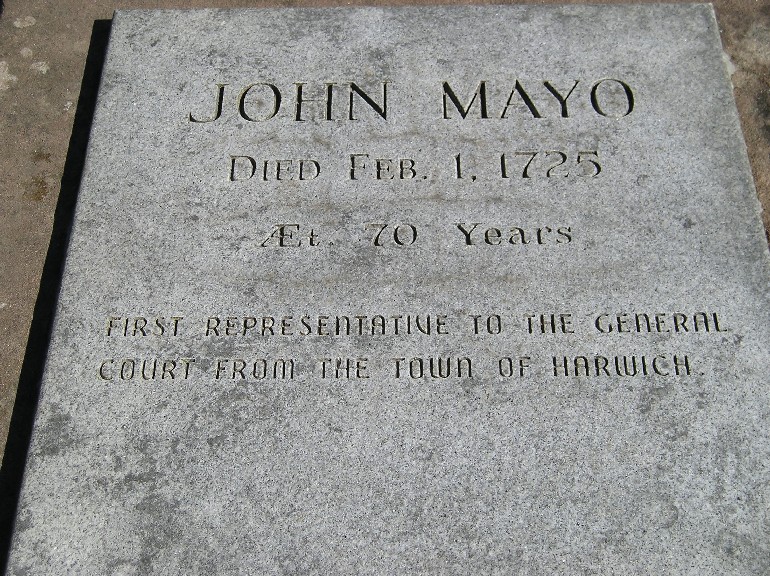 JOHN MAYO
DIED FEB. 1, 1725
Æt. 70 Years
FIRST REPRESENTATIVE TO THE GENERAL
COURT FROM THE TOWN OF HARWICH.